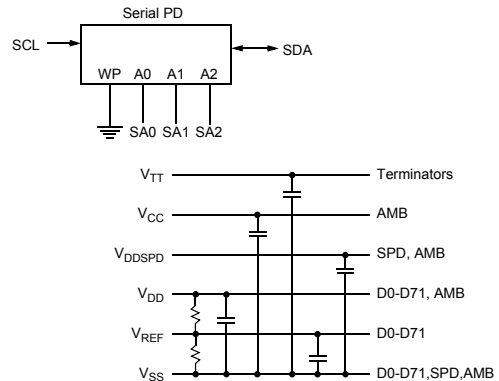 Serial PD
SCL
SDA
WP A0 A1 A2
SA0 SA1 SA2
VTT Terminators
VCC AMB
VDDSPD SPD, AMB
VDD D0-D71, AMB
VREF D0-D71
VSS D0-D71,SPD,AMB